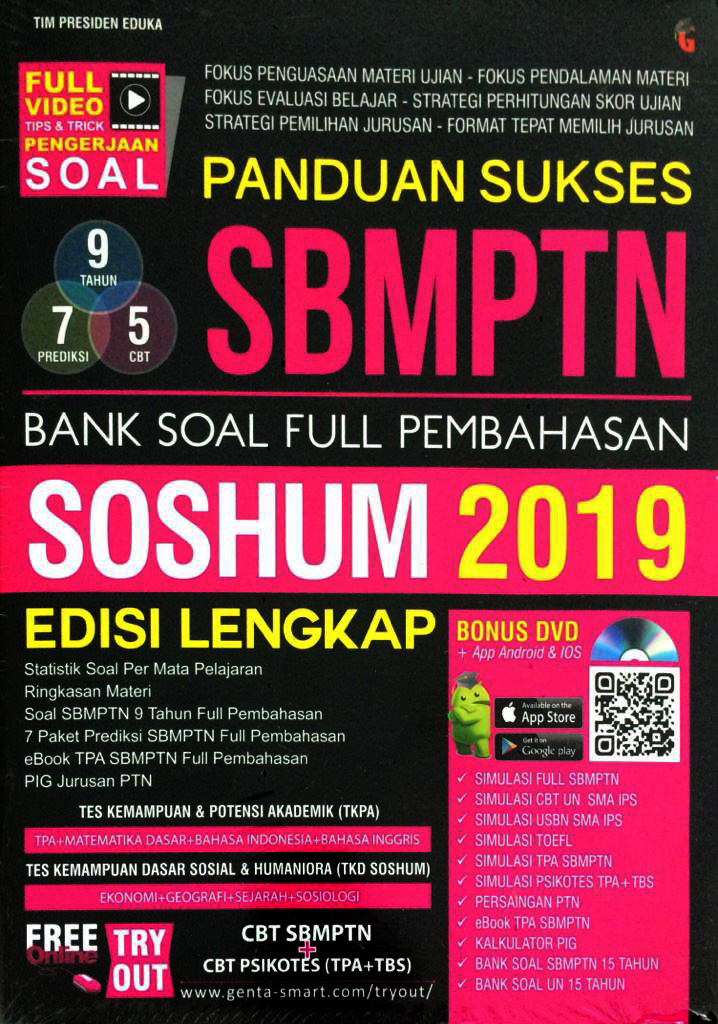 TIM PRESIDEN EDUKA
G
FULL
VIDEO
TIPS & TRICK
PENGERJAAN
SOAL
FOKUS PENGUASAAN MATERI UJIAN - FOKUS PENDALAMAN MATERI
FOKUS EVALUASI BELAJAR - STRATEGI PERHITUNGAN SKOR UJIAN
STRATEGI PEMILIHAN JURUSAN - FORMAT TEPAT MEMILIH JURUSAN
PANDUAN SUKSES
SBMPTN
9
TAHUN
7
PREDIKSI
5
CBT
BANK SOAL FULL PEMBAHASAN
SOSHUM 2019
EDISI LENGKAP
Statistik Soal Per Mata Pelajaran
Ringkasan Materi
Soal SBMPTN 9 Tahun Full Pembahasan
7 Paket Prediksi SBMPTN Full Pembahasan
eBook TPA SBMPTN Full Pembahasan
PIG Jurusan PTN
TES KEMAMPUAN & POTENSI AKADEMIK (TKPA)
TPA+MATEMATIKA DASAR+BAHASA INDONESIA+BAHASA INGGRIS
TES KEMAMPUAN DASAR SOSIAL & HUMANIORA (TKD SOSHUM)
EKONOMI+GEOGRAFI+SEJARAH+SOSIOLOGI
FREE
Online
TRY
OUT
CBT SBMPTN
+
CBT PSIKOTES (TPA+TBS)
www.genta-smart.com/tryout/
BONUS DVD
+ App Android & IOS
Available on the
App Store
Get it on
Google play
✓ SIMULASI FULL SBMPTN
✓ SIMULASI CBT UN SMA IPS
✓ SIMULASI USBN SMA IPS
✓ SIMULASI TOEFL
✓ SIMULASI TPA SBMPTN
✓ SIMULASI PSIKOTES TPA+TBS
✓ PERSAINGAN PTN
✓ eBook TPA SBMPTN
✓ KALKULATOR PIG
✓ BANK SOAL SBMPTN 15 TAHUN
✓ BANK SOAL UN 15 TAHUN